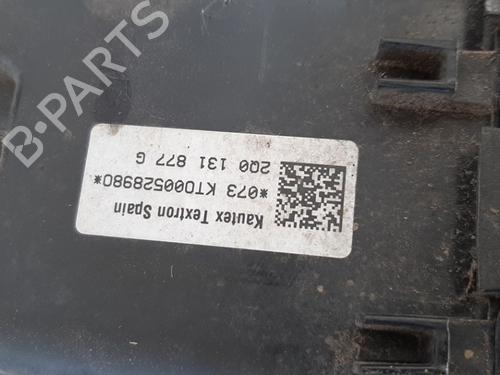 Kautex Textron Spain
*073 KT000528980*
2Q0 131 877 G
B-PARTS